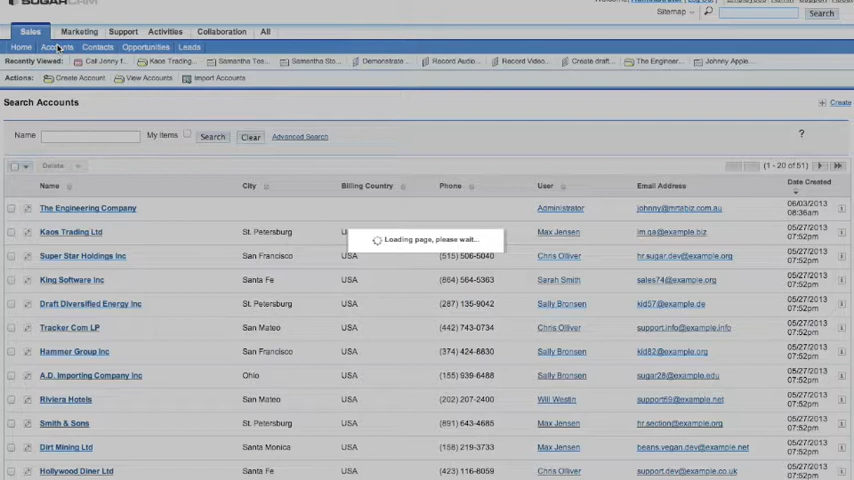 SUGARCRM
Sitemap Search
Sales Marketing Support Activities Collaboration All
Home Accounts Contacts Opportunities Leads
Recently Viewed: Call Jenny f... Kaos Trading... Samantha Tee... Samantha Sto... Demonstrate... Record Audio... Record Video... Create draft... The Engineer... Johnny Apple...
Actions: Create Account View Accounts Import Accounts
Search Accounts
Create
Name My Items Search Clear Advanced Search ?
Delete (1 - 20 of 51)
Name City Billing Country Phone User Email Address Date Created
The Engineering Company Administrator johnny@mrtabiz.com.au 06/03/2013 08:36am
Kaos Trading Ltd St. Petersburg Max Jensen im.qa@example.biz 05/27/2013 07:52pm
Loading page, please wait...
Super Star Holdings Inc San Francisco USA (515) 506-5040 Chris Olliver hr.sugar.dev@example.org 05/27/2013 07:52pm
King Software Inc Santa Fe USA (864) 564-5363 Sarah Smith sales74@example.org 05/27/2013 07:52pm
Draft Diversified Energy Inc St. Petersburg USA (287) 135-9042 Sally Bronsen kid57@example.de 05/27/2013 07:52pm
Tracker Com LP San Mateo USA (442) 743-0734 Chris Olliver support.info@example.info 05/27/2013 07:52pm
Hammer Group Inc San Francisco USA (374) 424-8830 Sally Bronsen kid82@example.org 05/27/2013 07:52pm
A.D. Importing Company Inc Ohio USA (155) 939-6488 Sally Bronsen sugar28@example.edu 05/27/2013 07:52pm
Riviera Hotels San Mateo USA (202) 207-2400 Will Westin support69@example.net 05/27/2013 07:52pm
Smith & Sons St. Petersburg USA (891) 643-4685 Max Jensen hr.section@example.org 05/27/2013 07:52pm
Dirt Mining Ltd Santa Monica USA (158) 219-3733 Max Jensen beans.vegan.dev@example.net 05/27/2013 07:52pm
Hollywood Diner Ltd Santa Fe USA (423) 116-6059 Chris Olliver support.dev@example.co.uk 05/27/2013